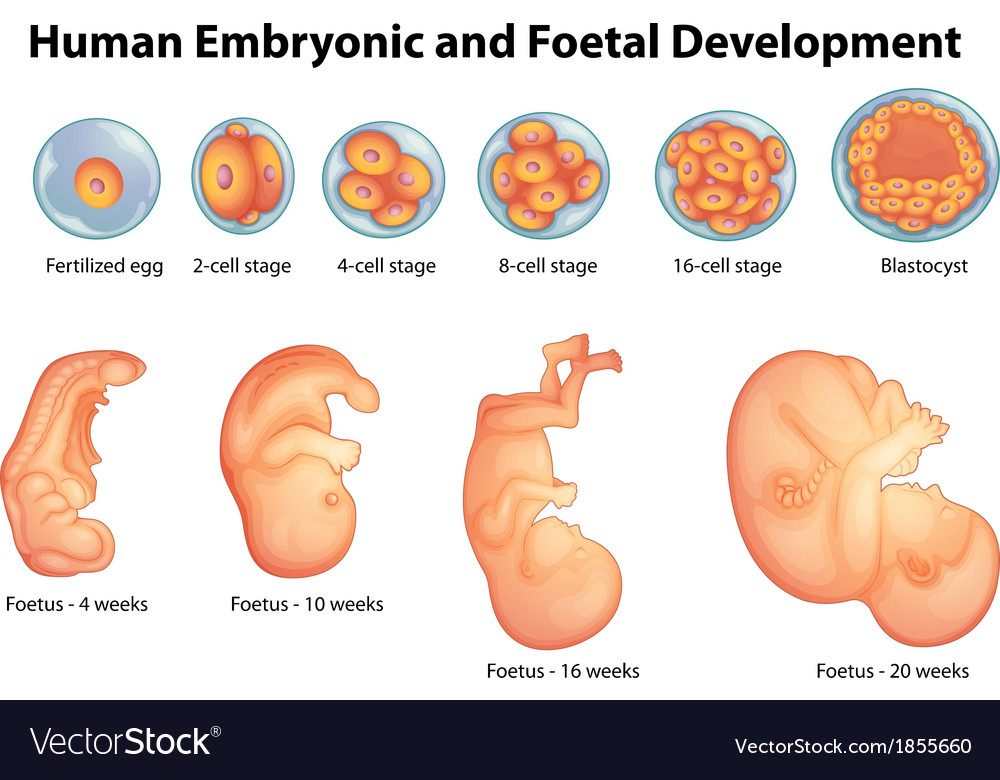 Human Embryonic and Foetal Development
Fertilized egg
2-cell stage
4-cell stage
8-cell stage
16-cell stage
Blastocyst
Foetus - 4 weeks
Foetus - 10 weeks
Foetus - 16 weeks
Foetus - 20 weeks
VectorStock®
VectorStock.com/1855660